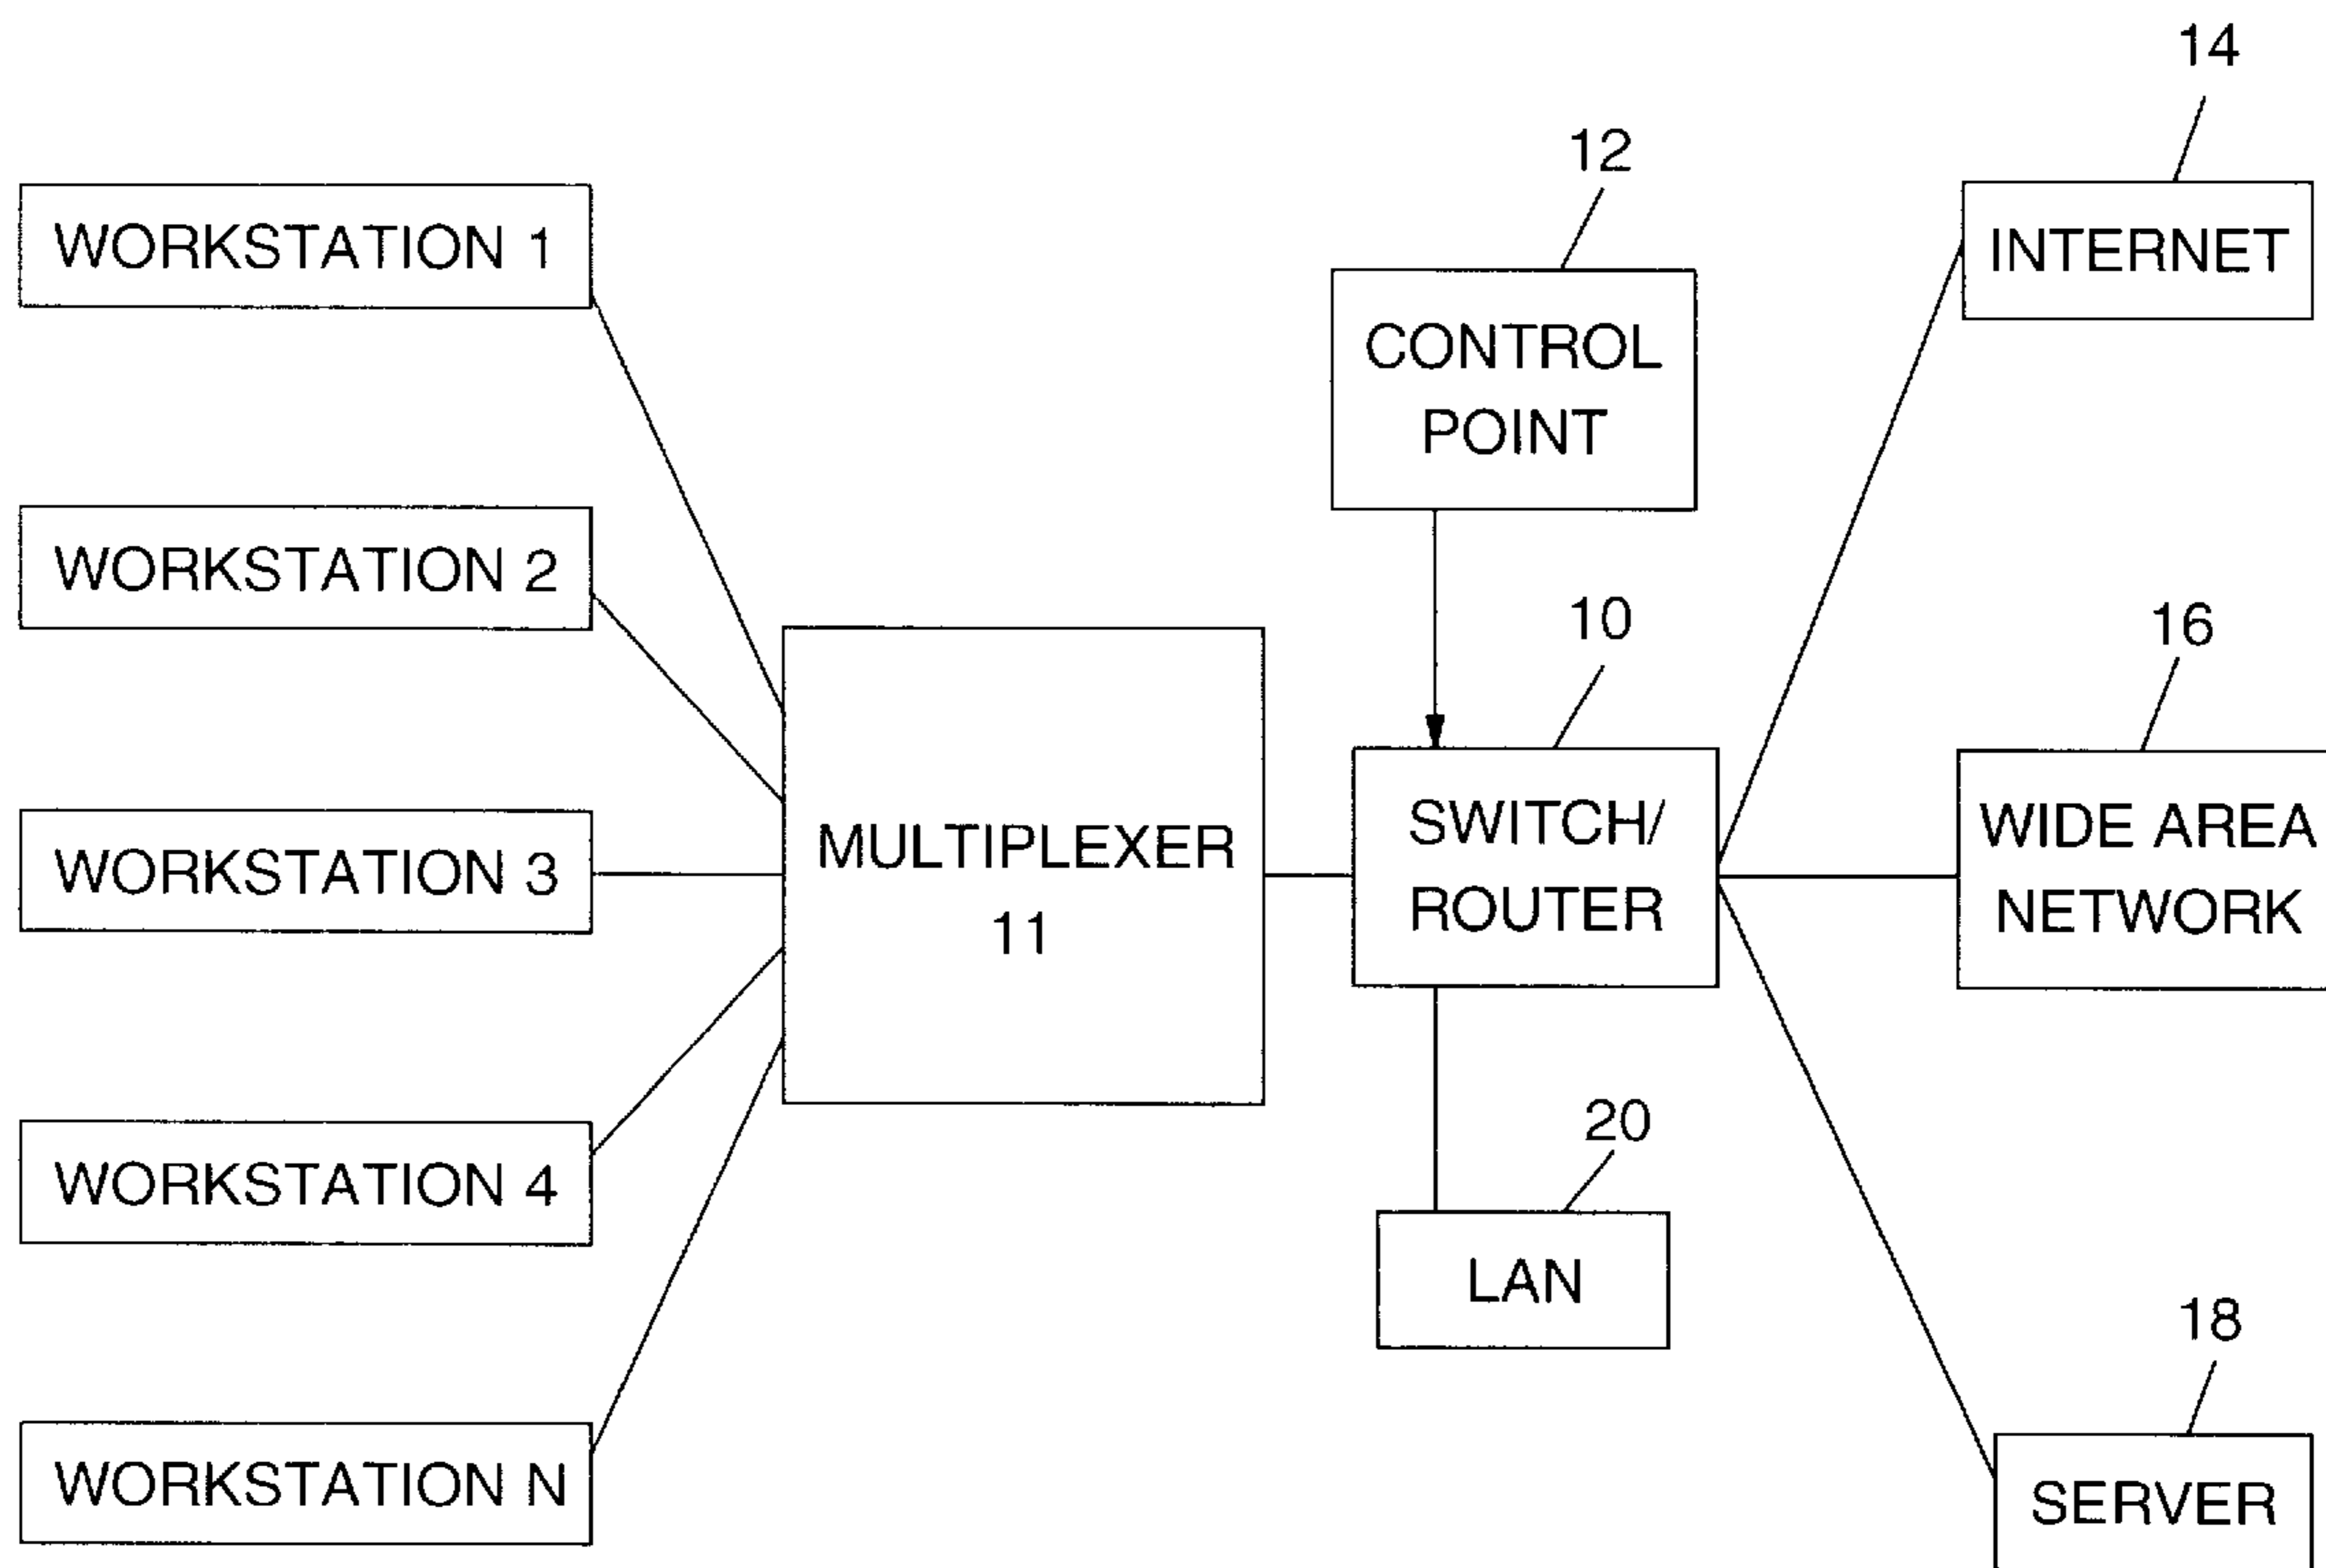 14
12
WORKSTATION 1
INTERNET
CONTROL
POINT
WORKSTATION 2
10
16
MULTIPLEXER
11
SWITCH/
ROUTER
WIDE AREA
NETWORK
WORKSTATION 3
20
WORKSTATION 4
LAN
18
WORKSTATION N
SERVER